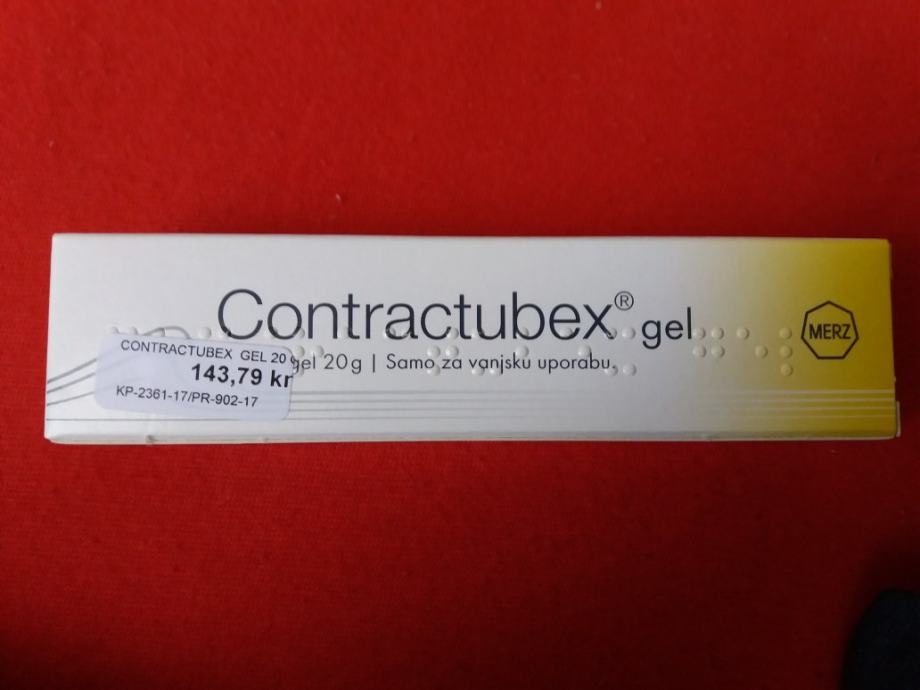 Contractubex® gel
MERZ
gel 20g | Samo za vanjsku uporabu.
CONTRACTUBEX GEL 20
143,79 kr
KP-2361-17/PR-902-17